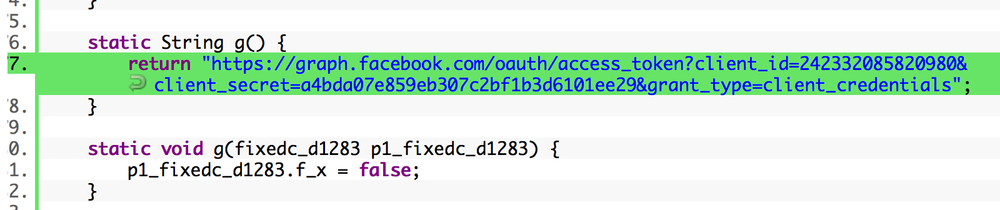 4. }
5.
6. static String g() {
7. return "https://graph.facebook.com/oauth/access_token?client_id=242332085820980&
client_secret=a4bda07e859eb307c2bf1b3d6101ee29&grant_type=client_credentials";
8. }
9.
0. static void g(fixedc_d1283 p1_fixedc_d1283) {
1. p1_fixedc_d1283.f_x = false;
2. }